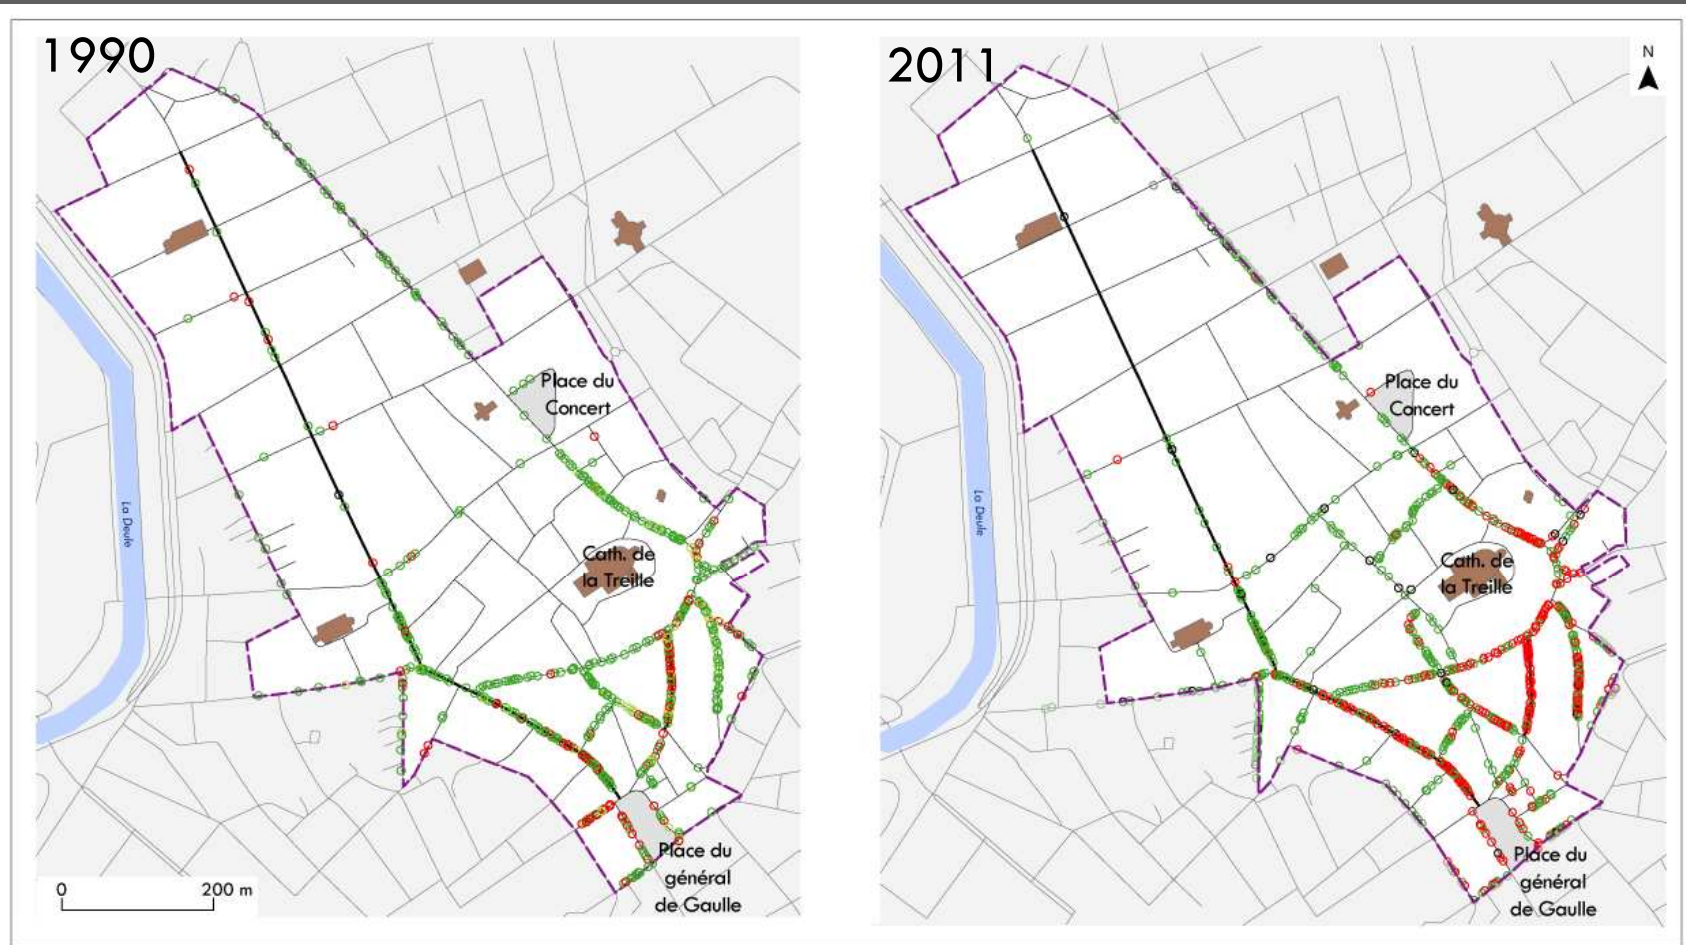 1990
Place du
Concert
Cath. de
la Treille
La Deule
Place du
général
de Gaulle
0 200 m
2011
N
Place du
Concert
Cath. de
la Treille
La Deule
Place du
général
de Gaulle